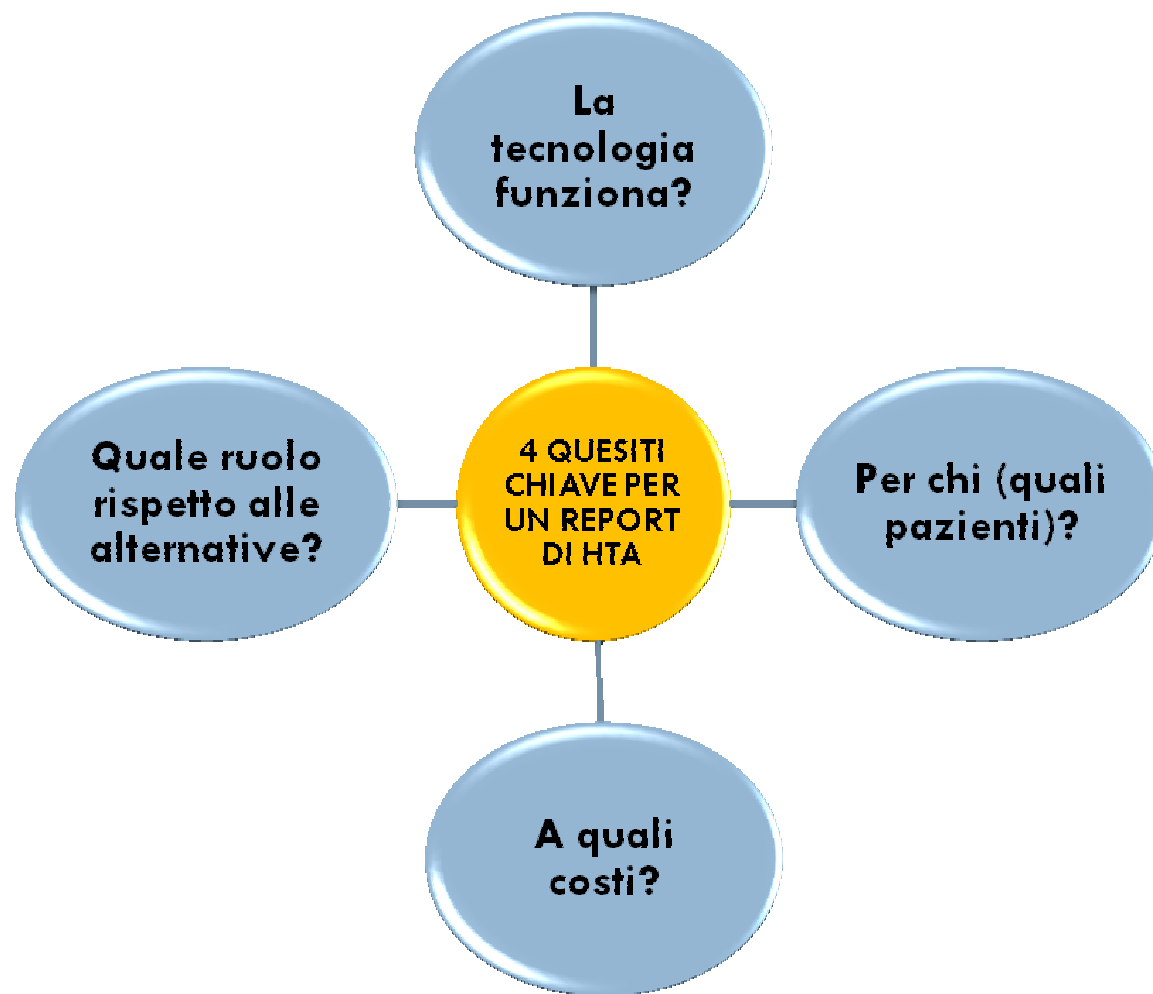 La
tecnologia
funziona?
Quale ruolo
rispetto alle
alternative?
4 QUESITI
CHIAVE PER
UN REPORT
DI HTA
Per chi (quali
pazienti)?
A quali
costi?